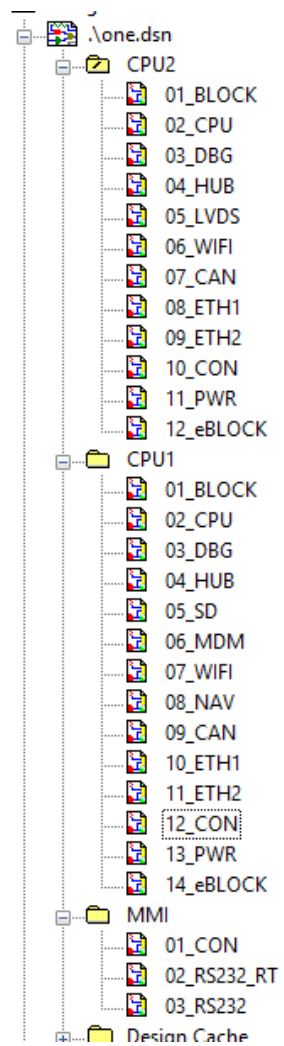 .\one.dsn
CPU2
01_BLOCK
02_CPU
03_DBG
04_HUB
05_LVDS
06_WIFI
07_CAN
08_ETH1
09_ETH2
10_CON
11_PWR
12_eBLOCK
CPU1
01_BLOCK
02_CPU
03_DBG
04_HUB
05_SD
06_MDM
07_WIFI
08_NAV
09_CAN
10_ETH1
11_ETH2
12_CON
13_PWR
14_eBLOCK
MMI
01_CON
02_RS232_RT
03_RS232
Design Cache